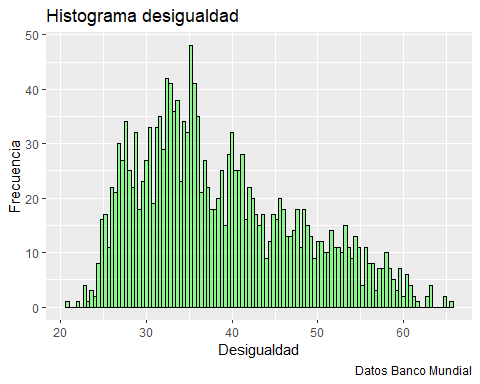 Histograma desigualdad
50
40
30
20
10
0
Frecuencia
20 30 40 50 60
Desigualdad
Datos Banco Mundial